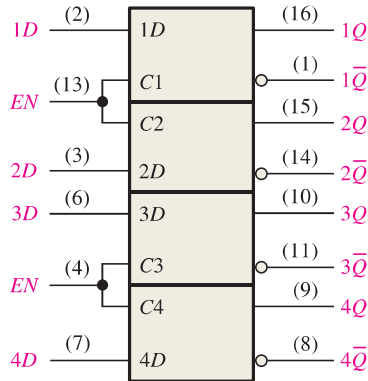 1D (2) 1D (16) 1Q
C1 (1) 1Q̅
EN (13)
C2 (15) 2Q
2D (3) 2D (14) 2Q̅
3D (6) 3D (10) 3Q
C3 (11) 3Q̅
EN (4)
C4 (9) 4Q
4D (7) 4D (8) 4Q̅